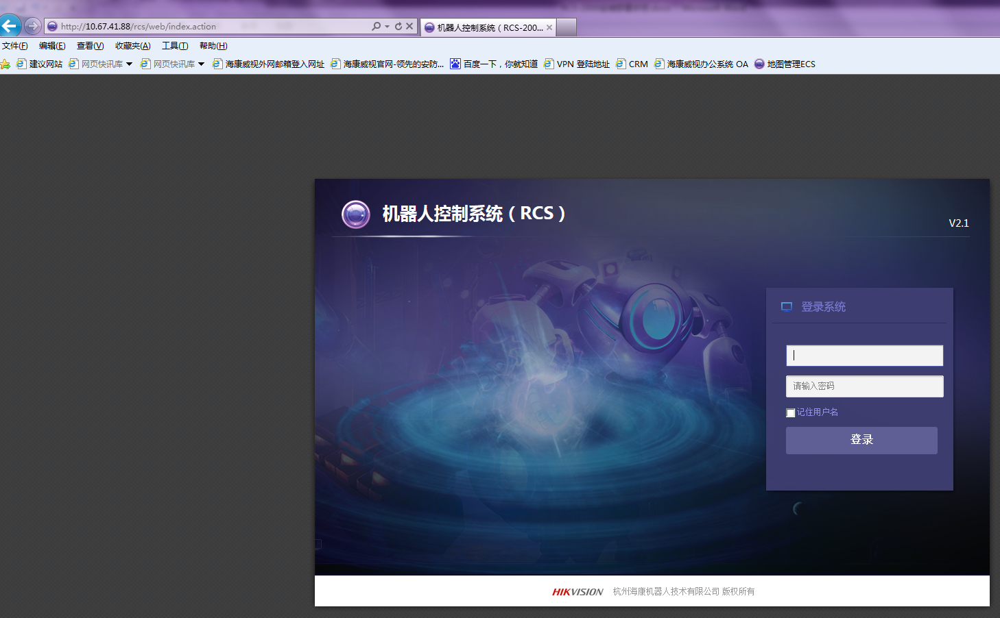 http://10.67.41.88/rcs/web/index.action
机器人控制系统（RCS-200...
文件(F) 编辑(E) 查看(V) 收藏夹(A) 工具(T) 帮助(H)
建议网站 网页快讯库 网页快讯库 海康威视外网邮箱登入网址 海康威视官网-领先的安防... 百度一下，你就知道 VPN 登陆地址 CRM 海康威视办公系统 OA 地图管理ECS
机器人控制系统（RCS）
V2.1
登录系统
请输入密码
记住用户名
登录
HIKVISION 杭州海康机器人技术有限公司 版权所有